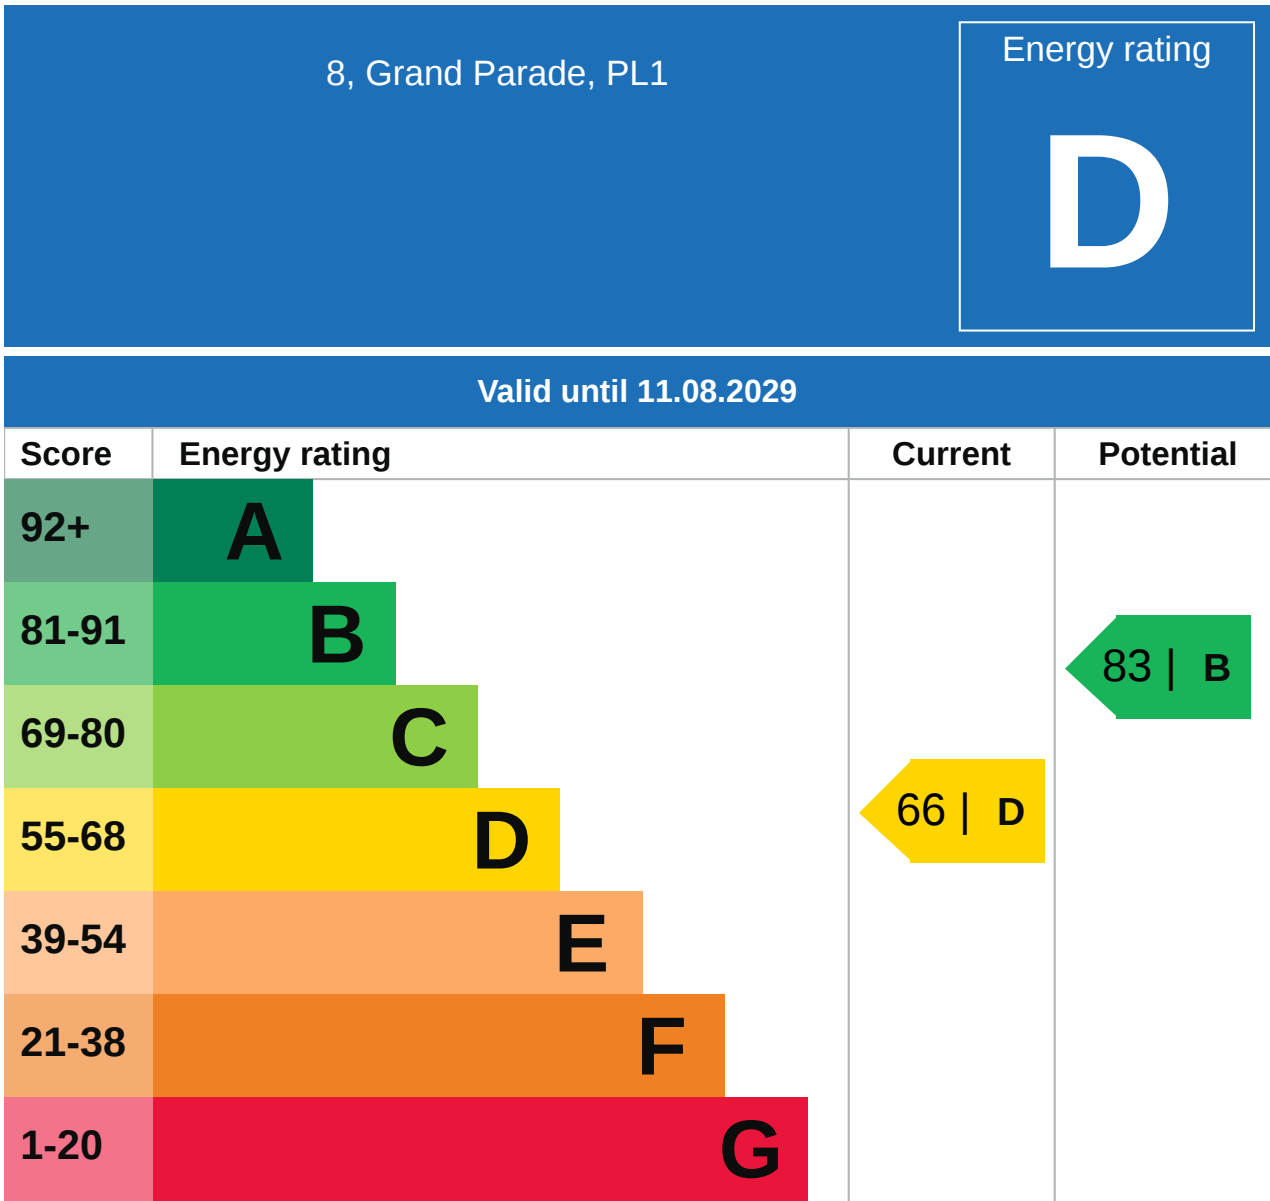 8, Grand Parade, PL1
Energy rating
D
Valid until 11.08.2029
Score Energy rating Current Potential
92+ A
81-91 B
83 | B
69-80 C
55-68 D
66 | D
39-54 E
21-38 F
1-20 G